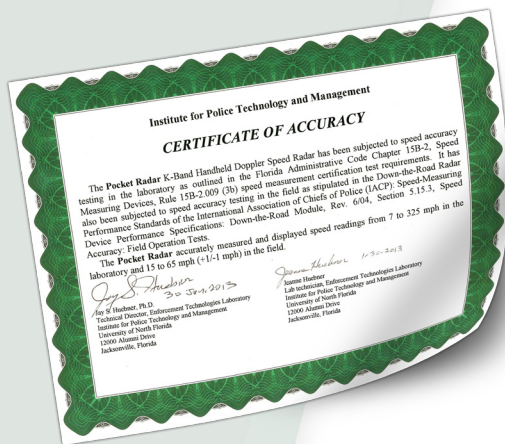 Institute for Police Technology and Management
CERTIFICATE OF ACCURACY
The Pocket Radar K-Band Handheld Doppler Speed Radar has been subjected to speed accuracy
testing in the laboratory as outlined in the Florida Administrative Code Chapter 15B-2, Speed
Measuring Devices, Rule 15B-2.009 (3b) speed measurement certification test requirements. It has
also been subjected to speed accuracy testing in the field as stipulated in the Down-the-Road Radar
Performance Standards of the International Association of Chiefs of Police (IACP): Speed-Measuring
Device Performance Specifications: Down-the-Road Module, Rev. 6/04, Section 5.15.3, Speed
Accuracy: Field Operation Tests.
The Pocket Radar accurately measured and displayed speed readings from 7 to 325 mph in the
laboratory and 15 to 65 mph (+1/-1 mph) in the field.
Jay S. Huebner
30 Jan, 2013
Jay S. Huebner, Ph.D.
Technical Director, Enforcement Technologies Laboratory
Institute for Police Technology and Management
University of North Florida
12000 Alumni Drive
Jacksonville, Florida
Jeanne Huebner 1-30-2013
Jeanne Huebner
Lab technician, Enforcement Technologies Laboratory
Institute for Police Technology and Management
University of North Florida
12000 Alumni Drive
Jacksonville, Florida